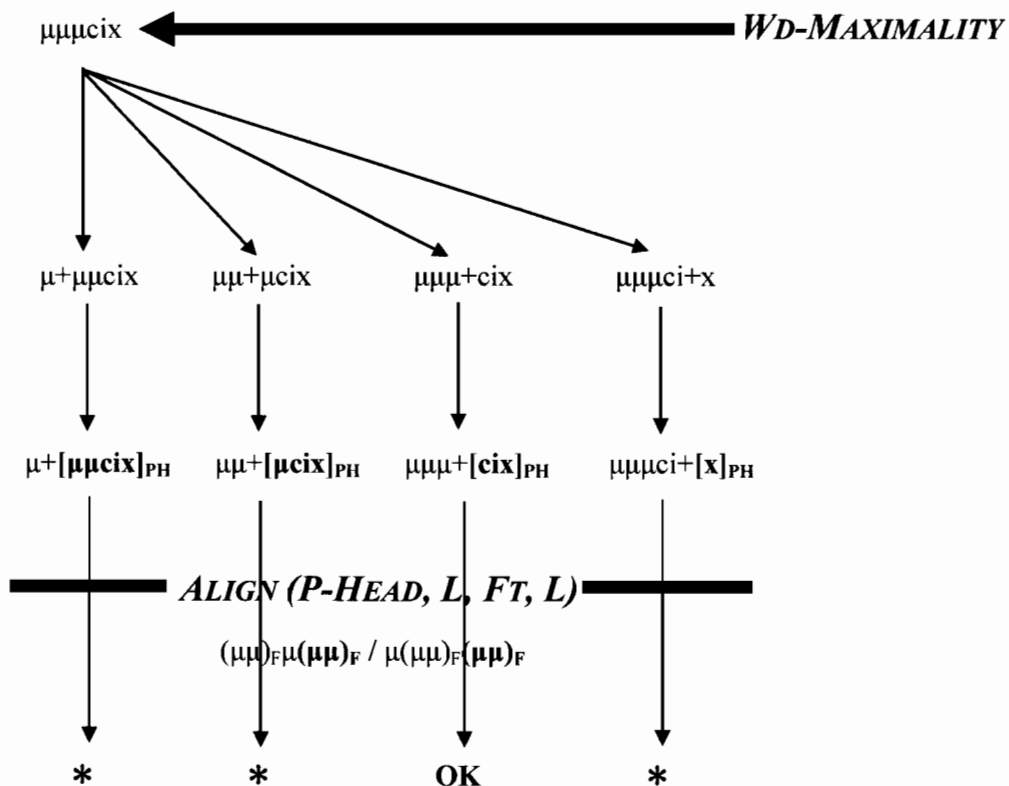 μμμcix WD-MAXIMALITY
μ+μμcix μμ+μcix μμμ+cix μμμci+x
μ+[μμcix]PH μμ+[μcix]PH μμμ+[cix]PH μμμci+[x]PH
ALIGN (P-HEAD, L, FT, L)
(μμ)Fμ(μμ)F / μ(μμ)F(μμ)F
* * OK *